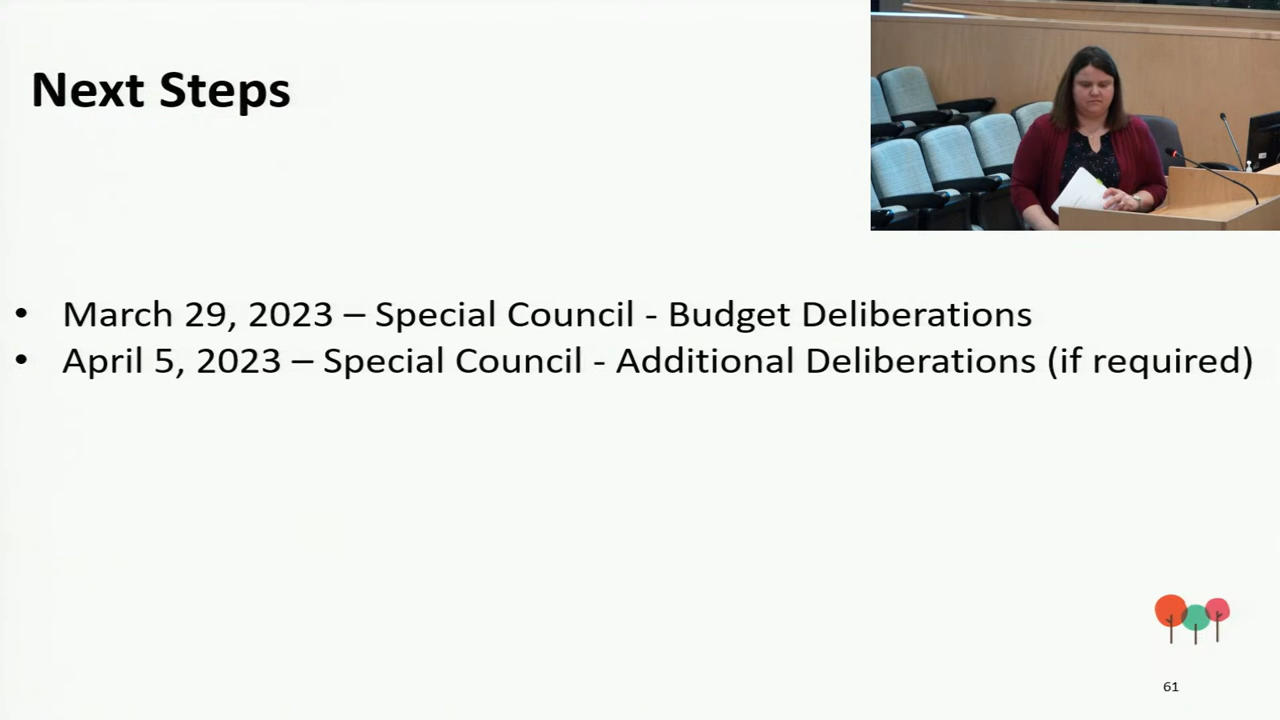 Next Steps
• March 29, 2023 – Special Council - Budget Deliberations
• April 5, 2023 – Special Council - Additional Deliberations (if required)
61